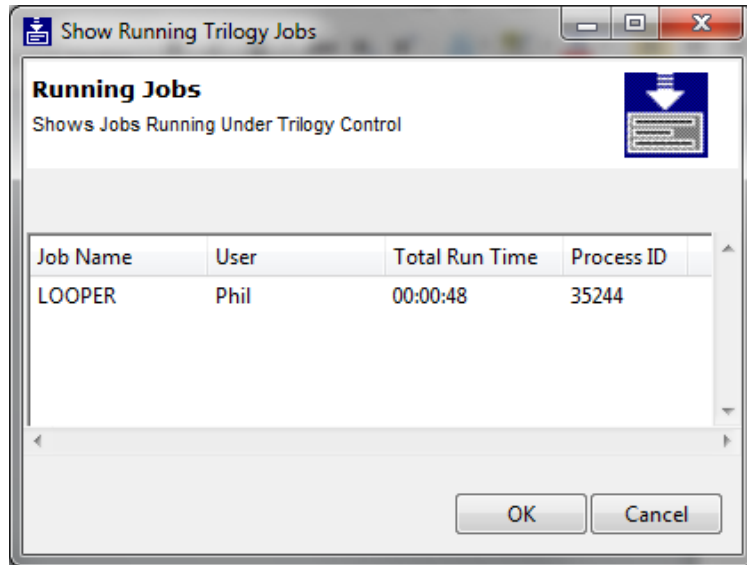 Show Running Trilogy Jobs
Running Jobs
Shows Jobs Running Under Trilogy Control
Job Name User Total Run Time Process ID
LOOPER Phil 00:00:48 35244
OK Cancel